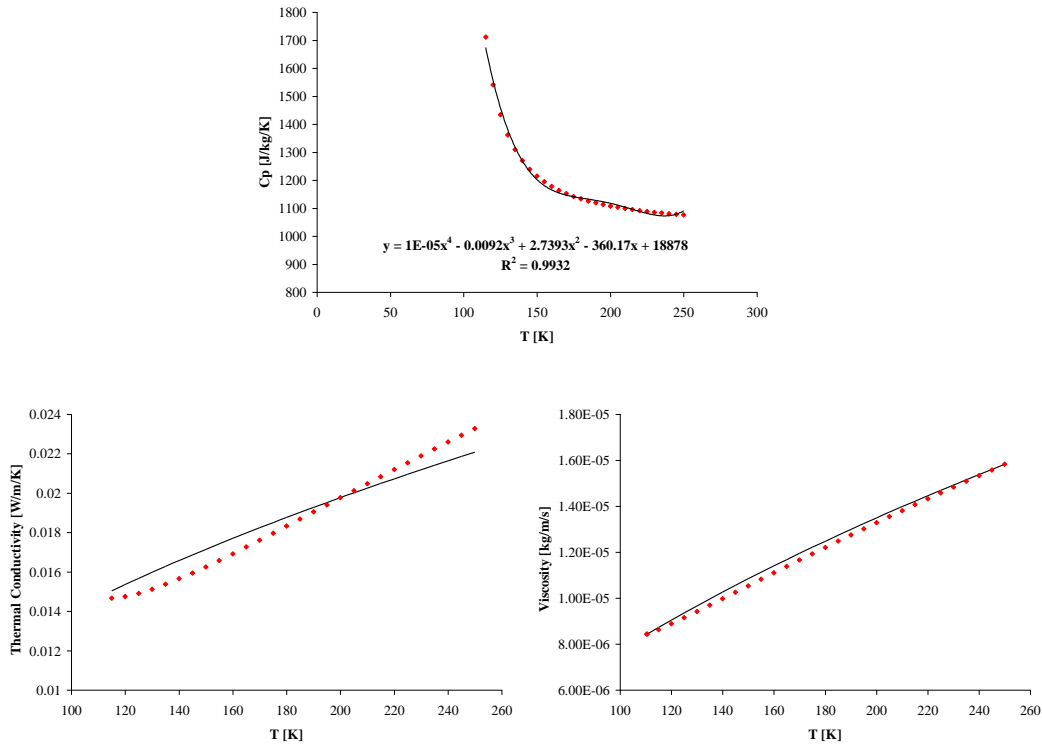 1800
1700
1600
1500
1400
1300
1200
1100
1000
900
800
Cp [J/kg/K]
y = 1E-05x⁴ - 0.0092x³ + 2.7393x² - 360.17x + 18878
R² = 0.9932
0 50 100 150 200 250 300
T [K]
0.024
0.022
0.02
0.018
0.016
0.014
0.012
0.01
Thermal Conductivity [W/m/K]
100 120 140 160 180 200 220 240 260
T [K]
1.80E-05
1.60E-05
1.40E-05
1.20E-05
1.00E-05
8.00E-06
6.00E-06
Viscosity [kg/m/s]
100 120 140 160 180 200 220 240 260
T [K]